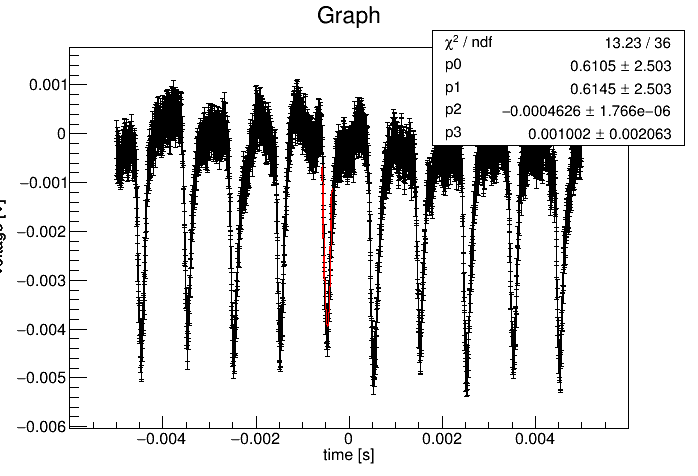 Graph
χ² / ndf 13.23 / 36
p0 0.6105 ± 2.503
p1 0.6145 ± 2.503
p2 −0.0004626 ± 1.766e−06
p3 0.001002 ± 0.002063
0.001
0
−0.001
−0.002
−0.003
−0.004
−0.005
−0.006
−0.004 −0.002 0 0.002 0.004
time [s]